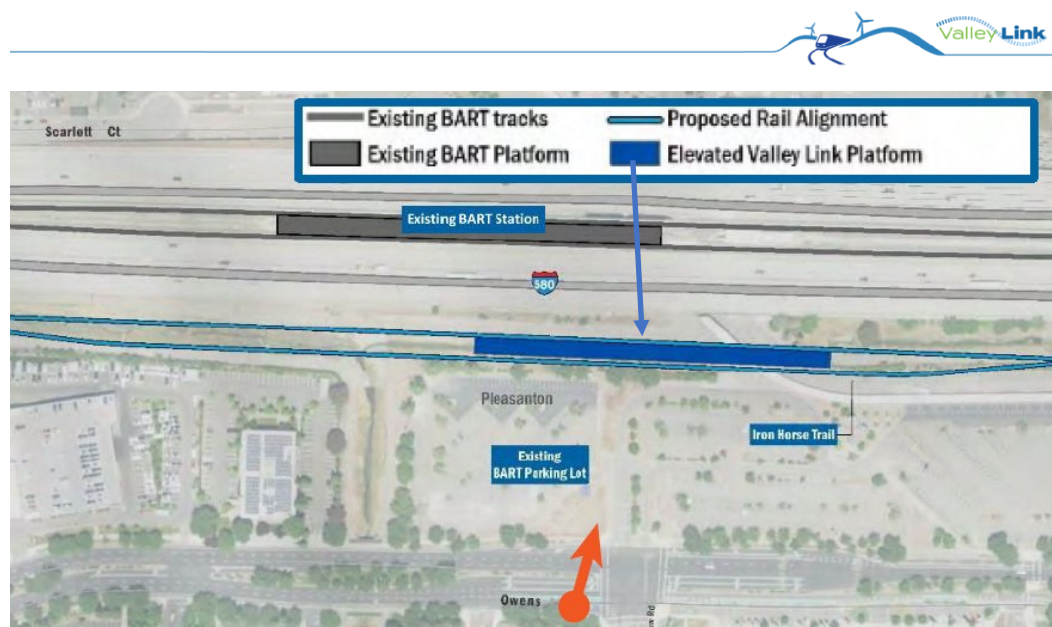 Valley Link
Existing BART tracks
Proposed Rail Alignment
Existing BART Platform
Elevated Valley Link Platform
Scarlett Ct
Existing BART Station
580
Pleasanton
Iron Horse Trail
Existing
BART Parking Lot
Owens